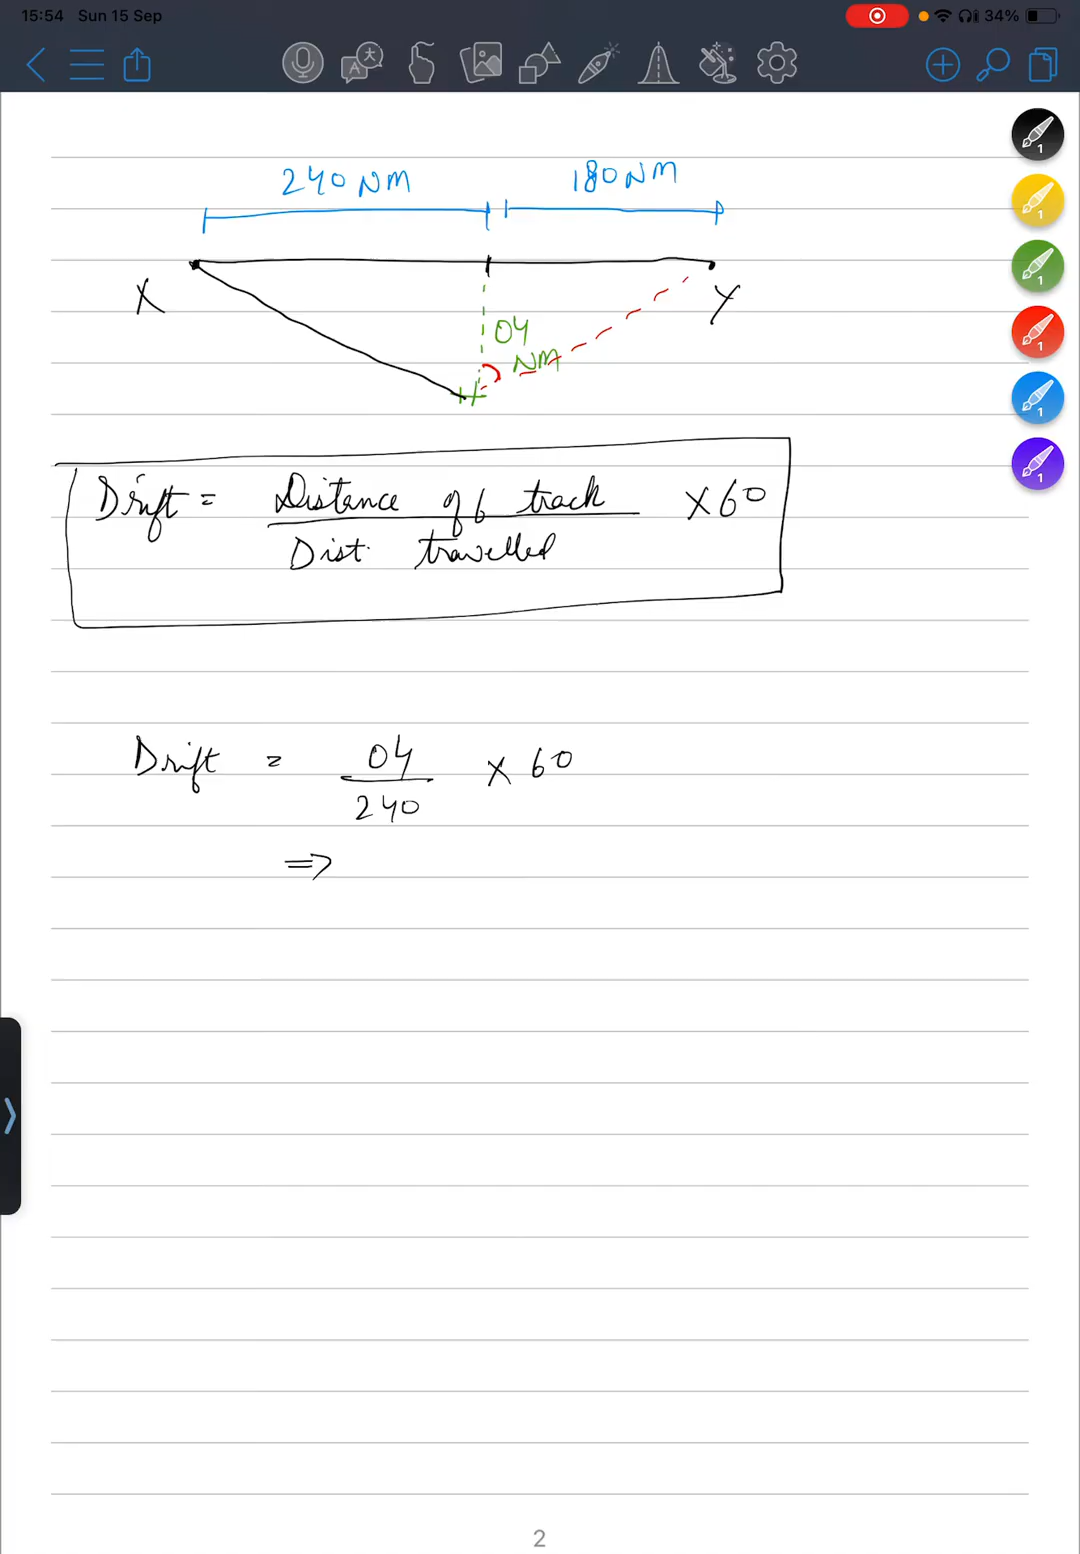 15:54 Sun 15 Sep 34%
240 NM 180 NM
X Y
04
NM
Drift = Distance off track × 60
Dist. travelled
Drift = 04 × 60
240
⇒
2